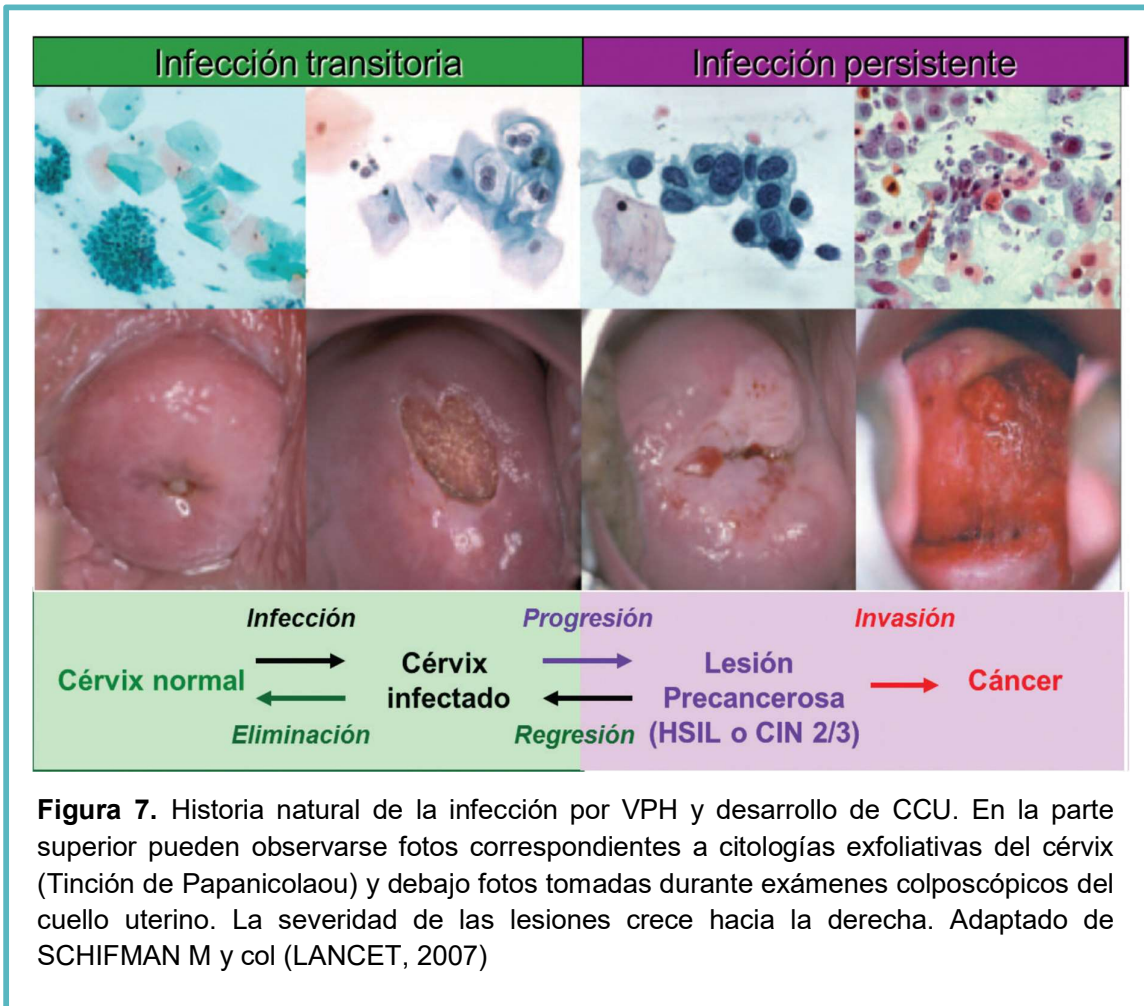 Infección transitoria
Infección persistente
Infección
Progresión
Invasión
Cérvix normal
Cérvix
infectado
Lesión
Precancerosa
(HSIL o CIN 2/3)
Cáncer
Eliminación
Regresión
Figura 7. Historia natural de la infección por VPH y desarrollo de CCU. En la parte
superior pueden observarse fotos correspondientes a citologías exfoliativas del cérvix
(Tinción de Papanicolaou) y debajo fotos tomadas durante exámenes colposcópicos del
cuello uterino. La severidad de las lesiones crece hacia la derecha. Adaptado de
SCHIFMAN M y col (LANCET, 2007)